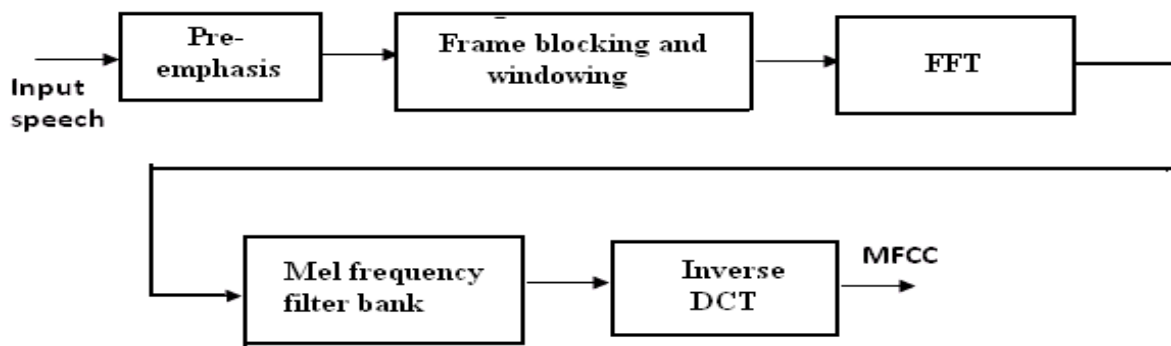 Pre-
emphasis
Frame blocking and
windowing
FFT
Input
speech
Mel frequency
filter bank
Inverse
DCT
MFCC